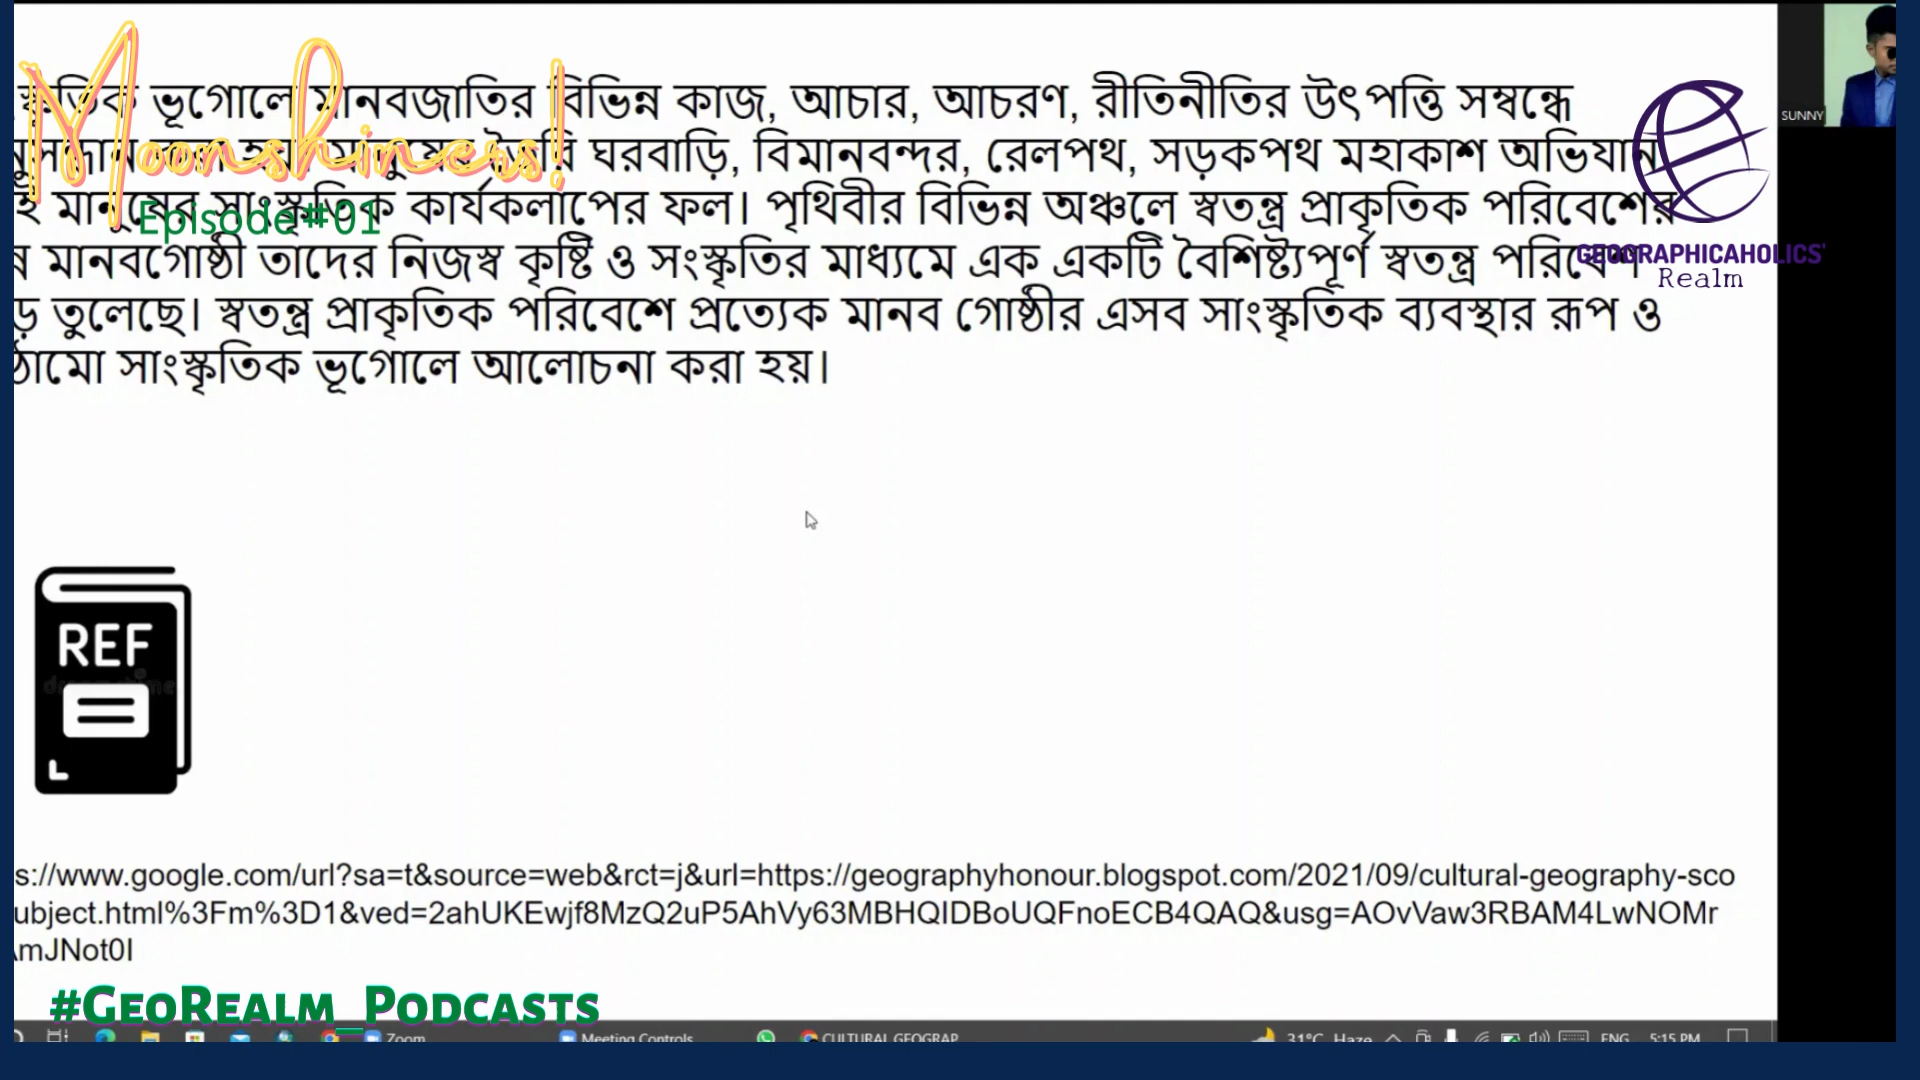 ভূগোলে মানবজাতির বিভিন্ন কাজ, আচার, আচরণ, রীতিনীতির উৎপত্তি সম্বন্ধে
ঘরবাড়ি, বিমানবন্দর, রেলপথ, সড়কপথ মহাকাশ অভিযান
মানুষের সাংস্কৃতিক কার্যকলাপের ফল। পৃথিবীর বিভিন্ন অঞ্চলে স্বতন্ত্র প্রাকৃতিক পরিবেশের
মানবগোষ্ঠী তাদের নিজস্ব কৃষ্টি ও সংস্কৃতির মাধ্যমে এক একটি বৈশিষ্ট্যপূর্ণ স্বতন্ত্র পরিবেশ
তুলেছে। স্বতন্ত্র প্রাকৃতিক পরিবেশে প্রত্যেক মানব গোষ্ঠীর এসব সাংস্কৃতিক ব্যবস্থার রূপ ও
সাংস্কৃতিক ভূগোলে আলোচনা করা হয়।
Moonshiners!
Episode#01
SUNNY
GEOGRAPHICAHOLICS'
Realm
REF
s://www.google.com/url?sa=t&source=web&rct=j&url=https://geographyhonour.blogspot.com/2021/09/cultural-geography-sco
ubject.html%3Fm%3D1&ved=2ahUKEwjf8MzQ2uP5AhVy63MBHQIDBoUQFnoECB4QAQ&usg=AOvVaw3RBAM4LwNOMr
mJNot0I
#GeoRealm_Podcasts
Zoom Meeting Controls CULTURAL GEOGRAP 31°C Haze ENG 5:15 PM